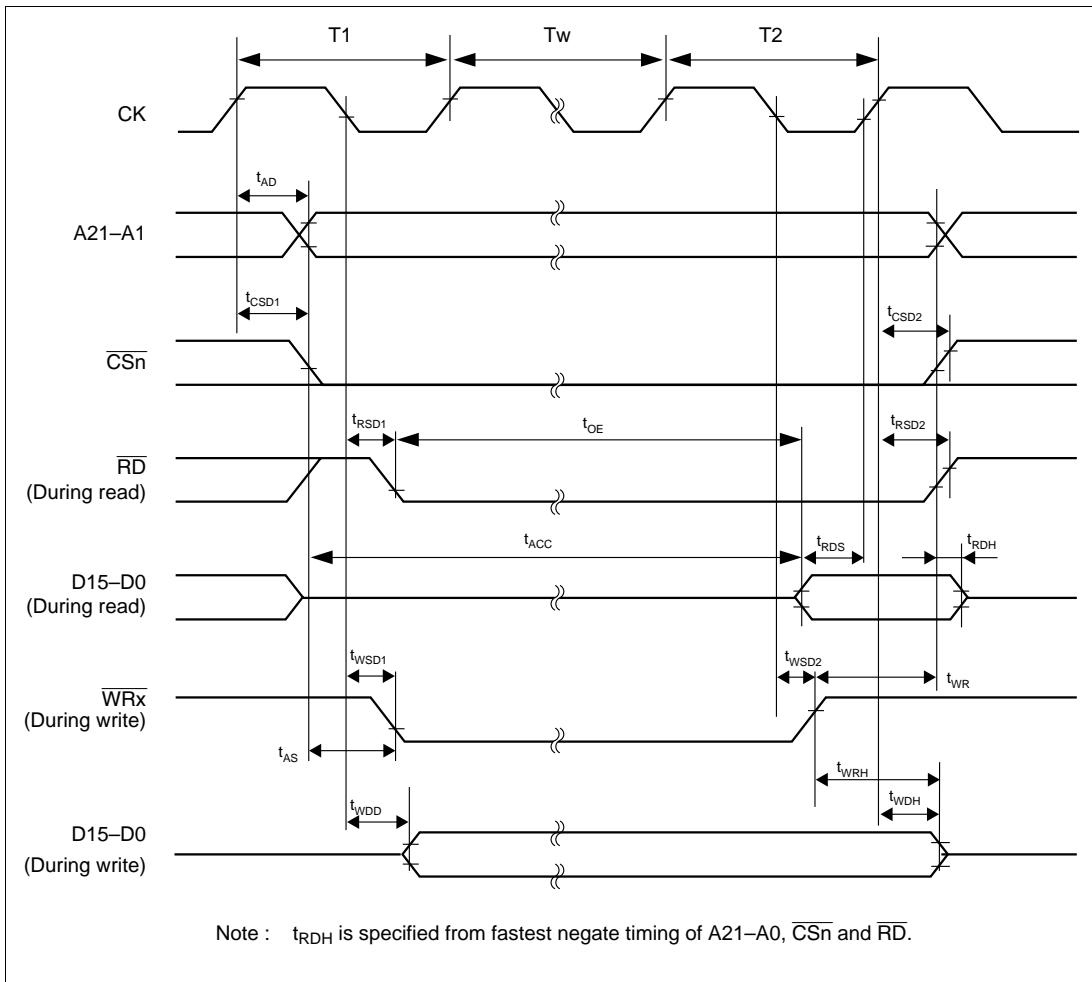 T1 Tw T2
CK
tAD
A21–A1
tCSD1 tCSD2
CSn
tRSD1 tOE tRSD2
RD
(During read)
tACC tRDS tRDH
D15–D0
(During read)
tWSD1 tWSD2
WRx tWR
(During write)
tAS
tWRH
tWDD tWDH
D15–D0
(During write)
Note : tRDH is specified from fastest negate timing of A21–A0, CSn and RD.